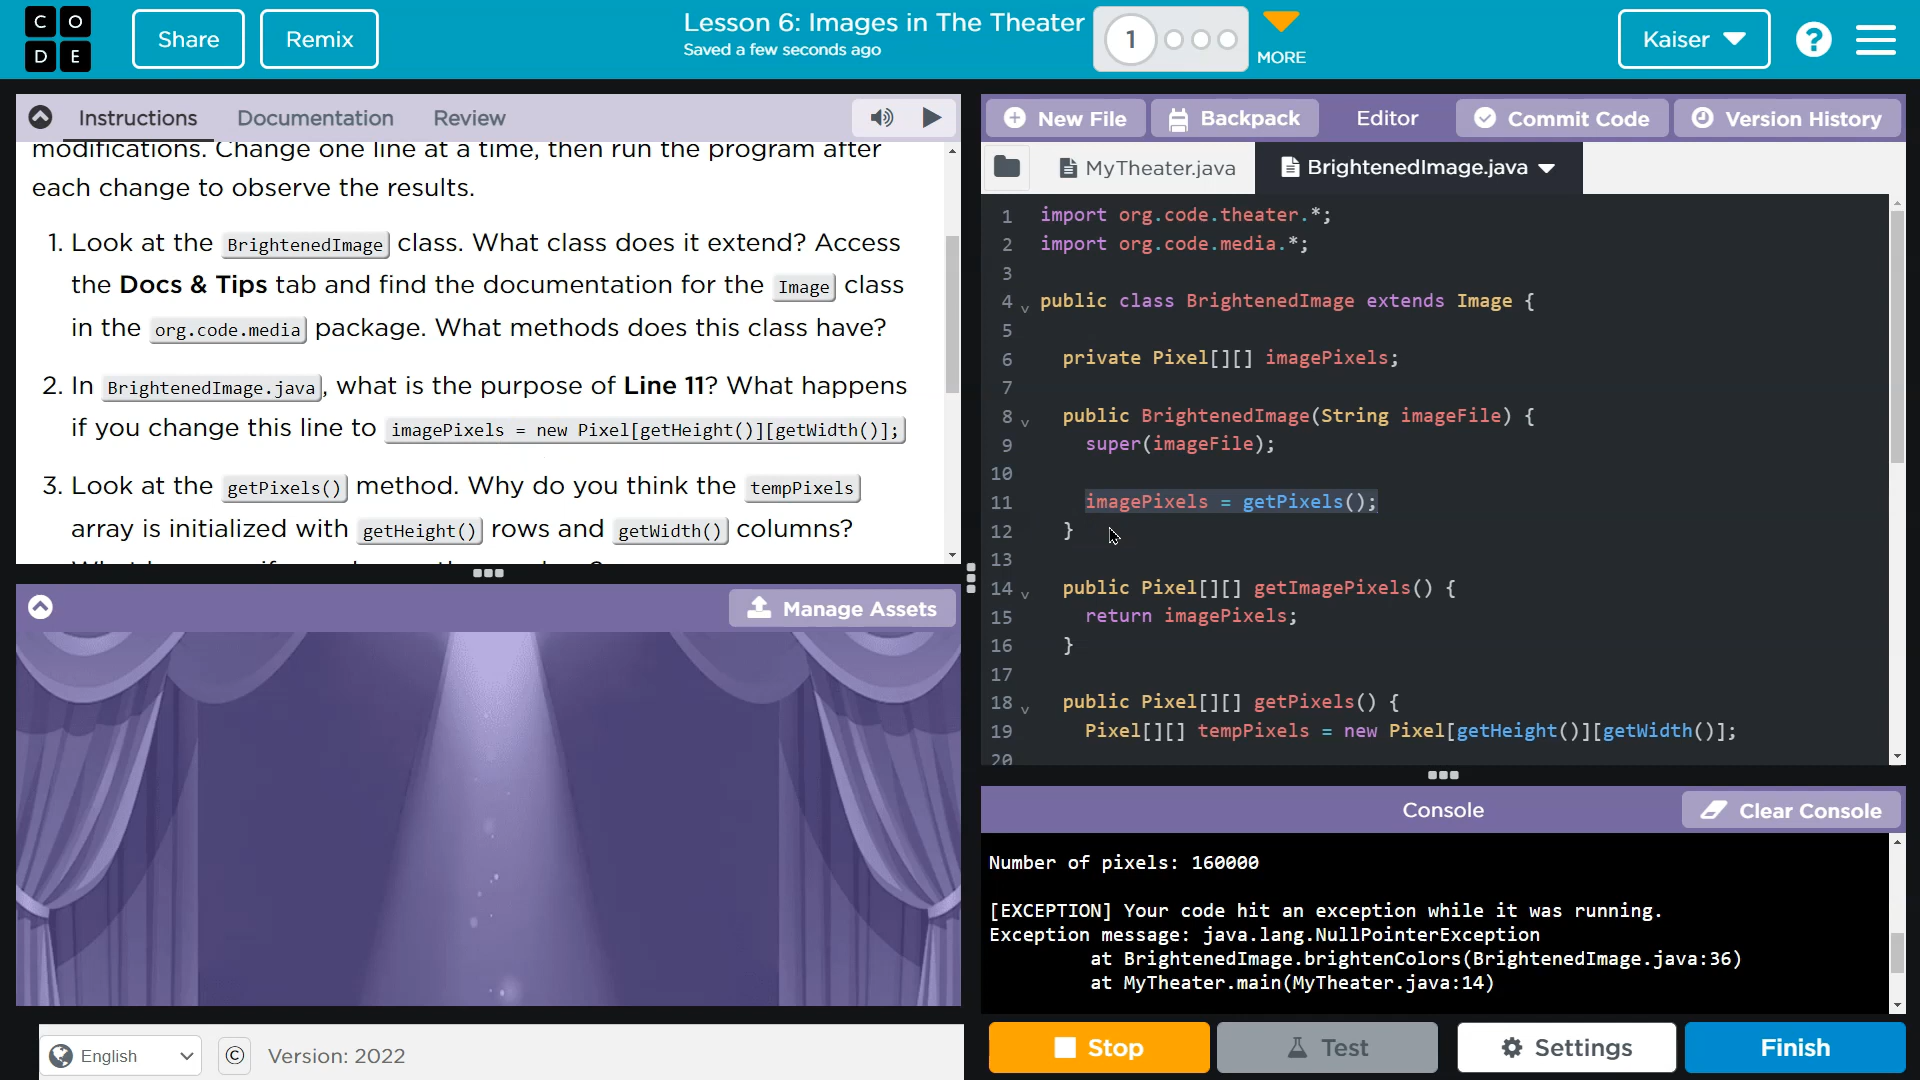 CODE
Share
Remix
Lesson 6: Images in The Theater
Saved a few seconds ago
1
MORE
Kaiser
?
Instructions
Documentation
Review
modifications. Change one line at a time, then run the program after
each change to observe the results.
1. Look at the BrightenedImage class. What class does it extend? Access
the Docs & Tips tab and find the documentation for the Image class
in the org.code.media package. What methods does this class have?
2. In BrightenedImage.java, what is the purpose of Line 11? What happens
if you change this line to imagePixels = new Pixel[getHeight()][getWidth()];
3. Look at the getPixels() method. Why do you think the tempPixels
array is initialized with getHeight() rows and getWidth() columns?
Manage Assets
English
©
Version: 2022
New File
Backpack
Editor
Commit Code
Version History
MyTheater.java
BrightenedImage.java
1 import org.code.theater.*;
2 import org.code.media.*;
3
4 public class BrightenedImage extends Image {
5
6 private Pixel[][] imagePixels;
7
8 public BrightenedImage(String imageFile) {
9 super(imageFile);
10
11 imagePixels = getPixels();
12 }
13
14 public Pixel[][] getImagePixels() {
15 return imagePixels;
16 }
17
18 public Pixel[][] getPixels() {
19 Pixel[][] tempPixels = new Pixel[getHeight()][getWidth()];
20
Console
Clear Console
Number of pixels: 160000
[EXCEPTION] Your code hit an exception while it was running.
Exception message: java.lang.NullPointerException
at BrightenedImage.brightenColors(BrightenedImage.java:36)
at MyTheater.main(MyTheater.java:14)
Stop
Test
Settings
Finish